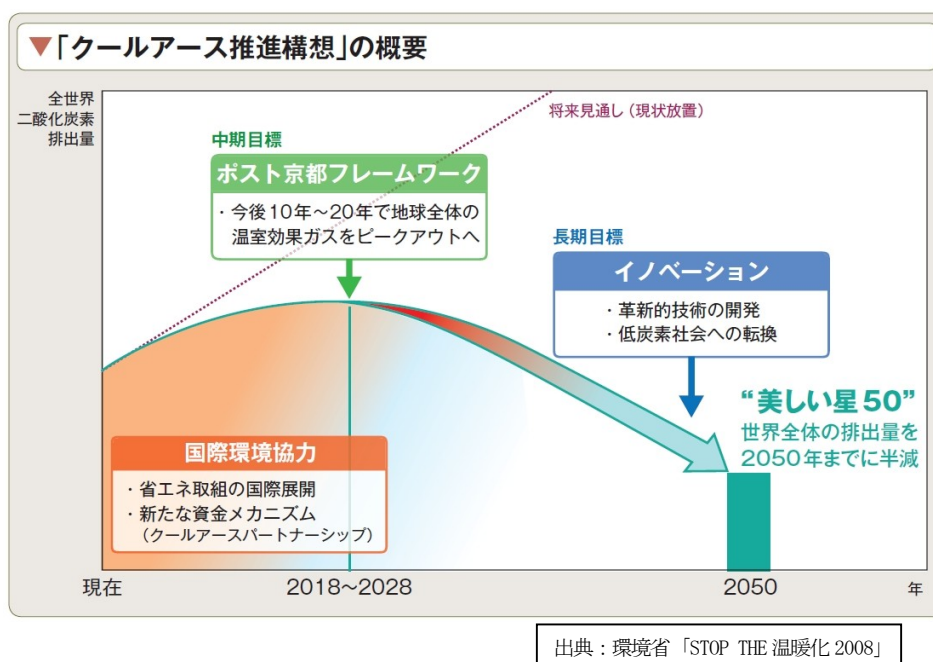 ▼「クールアース推進構想」の概要
全世界
二酸化炭素
排出量
将来見通し（現状放置）
中期目標
ポスト京都フレームワーク
・今後10年～20年で地球全体の
温室効果ガスをピークアウトへ
長期目標
イノベーション
・革新的技術の開発
・低炭素社会への転換
“美しい星50”
世界全体の排出量を
2050年までに半減
国際環境協力
・省エネ取組の国際展開
・新たな資金メカニズム
（クールアースパートナーシップ）
現在
2018～2028
2050
年
出典：環境省「STOP THE 温暖化 2008」